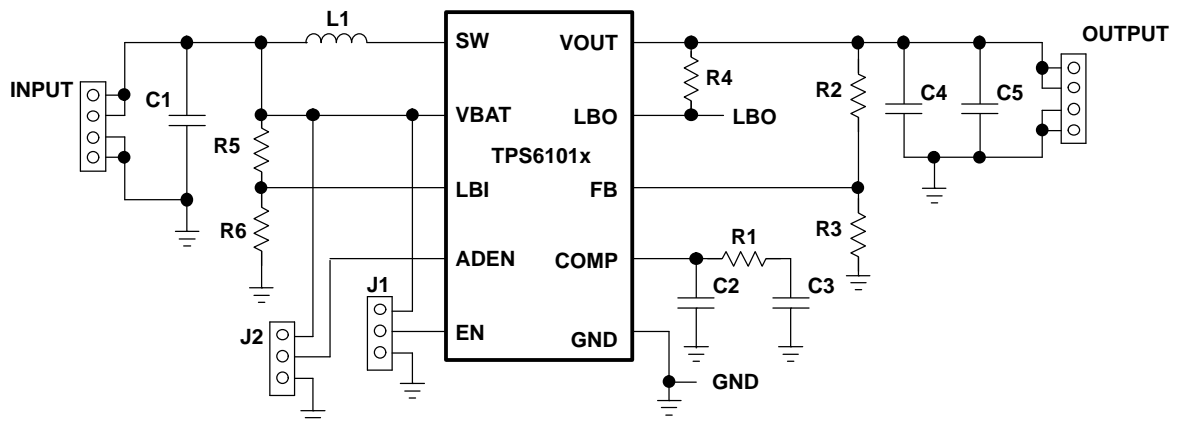 L1
SW
VOUT
OUTPUT
INPUT
C1
R4
R2
C4
C5
VBAT
LBO
LBO
R5
TPS6101x
LBI
FB
R6
R3
R1
ADEN
COMP
J1
C2
C3
J2
EN
GND
GND